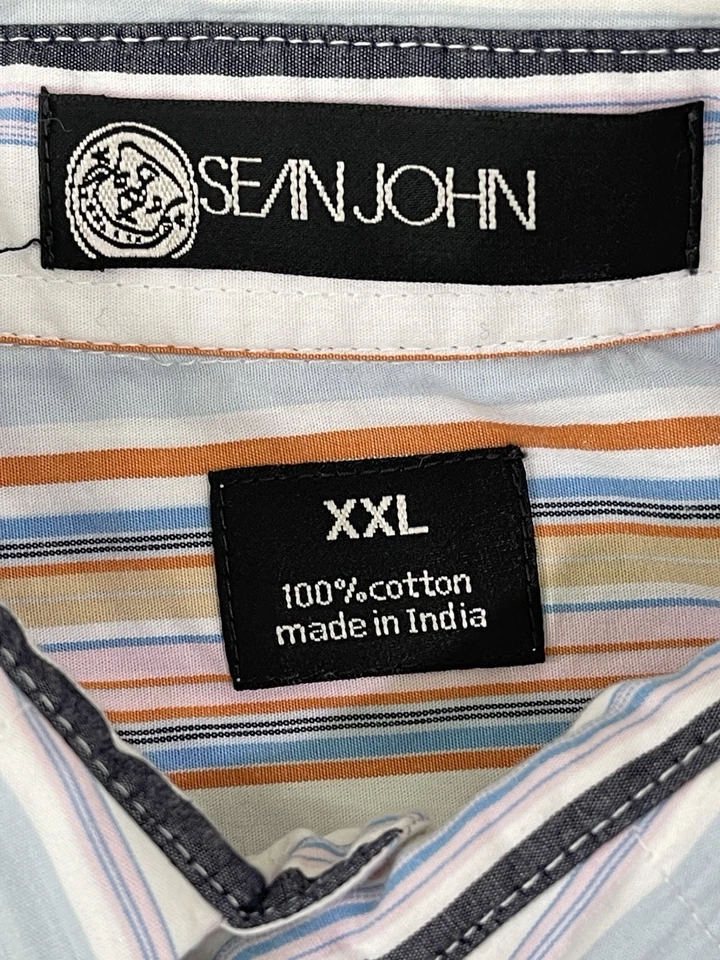 SEAN JOHN
XXL
100% cotton
made in India